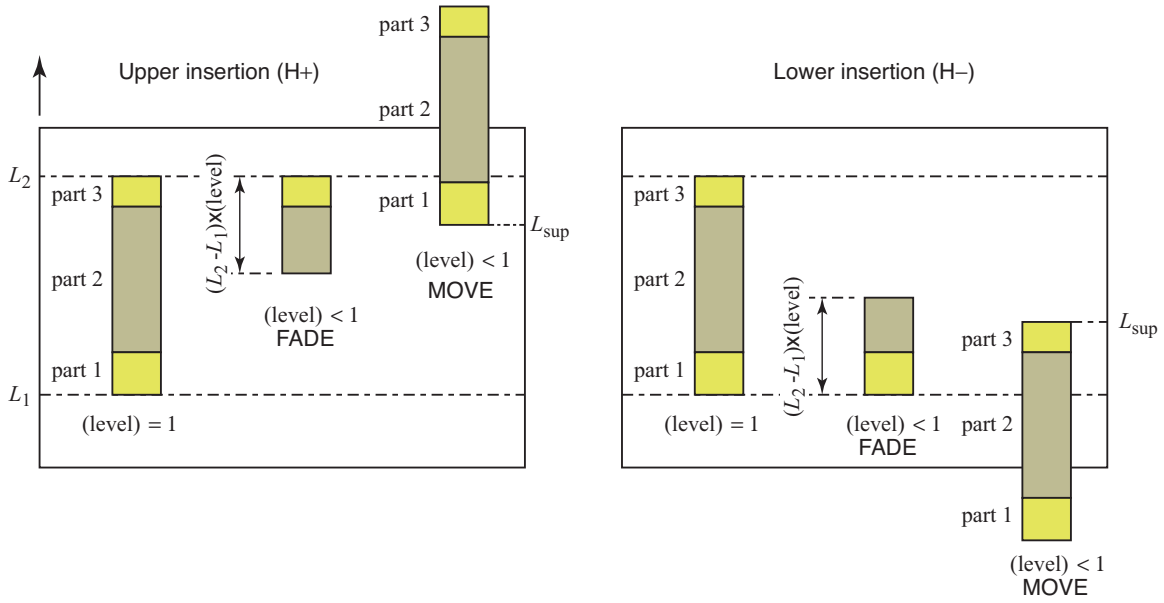 part 3
Upper insertion (H+)
part 2
L₂
part 3
(L₂ -L₁)x(level)
part 1
L_sup
part 2
(level) < 1
MOVE
(level) < 1
FADE
part 1
L₁
(level) = 1
Lower insertion (H–)
part 3
part 2
(L₂ -L₁)x(level)
part 3
L_sup
part 1
(level) = 1
(level) < 1
FADE
part 2
part 1
(level) < 1
MOVE